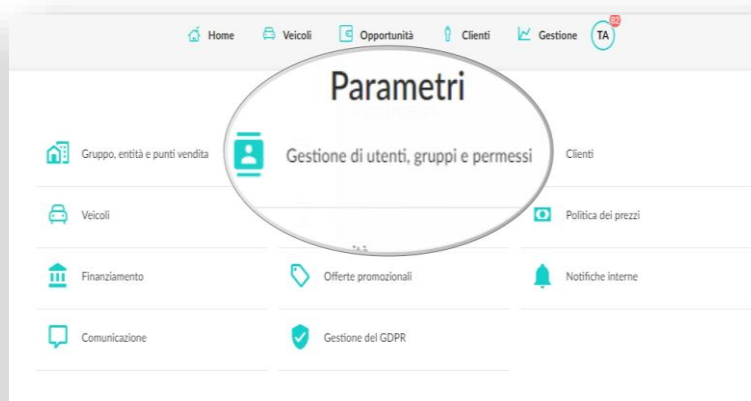 Home Veicoli Opportunità Clienti Gestione TA
Parametri
Gruppo, entità e punti vendita Gestione di utenti, gruppi e permessi Clienti
Veicoli Politica dei prezzi
Finanziamento Offerte promozionali Notifiche interne
Comunicazione Gestione del GDPR